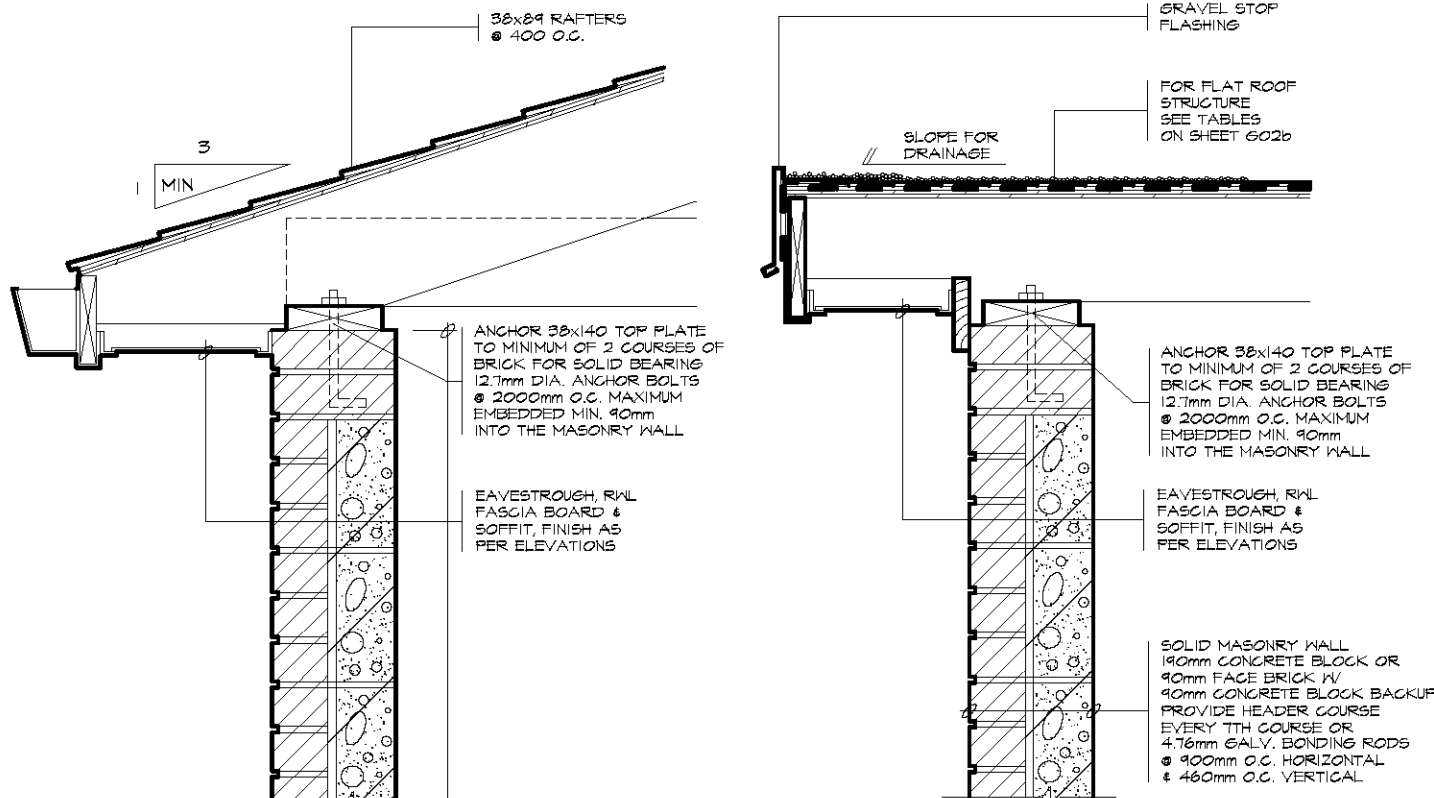 38x89 RAFTERS
@ 400 O.C.
3
1
MIN
ANCHOR 38x140 TOP PLATE
TO MINIMUM OF 2 COURSES OF
BRICK FOR SOLID BEARING
12.7mm DIA. ANCHOR BOLTS
@ 2000mm O.C. MAXIMUM
EMBEDDED MIN. 90mm
INTO THE MASONRY WALL
EAVESTROUGH, RWL
FASCIA BOARD &
SOFFIT, FINISH AS
PER ELEVATIONS
GRAVEL STOP
FLASHING
FOR FLAT ROOF
STRUCTURE
SEE TABLES
ON SHEET G02b
SLOPE FOR
DRAINAGE
ANCHOR 38x140 TOP PLATE
TO MINIMUM OF 2 COURSES OF
BRICK FOR SOLID BEARING
12.7mm DIA. ANCHOR BOLTS
@ 2000mm O.C. MAXIMUM
EMBEDDED MIN. 90mm
INTO THE MASONRY WALL
EAVESTROUGH, RWL
FASCIA BOARD &
SOFFIT, FINISH AS
PER ELEVATIONS
SOLID MASONRY WALL
190mm CONCRETE BLOCK OR
90mm FACE BRICK W/
90mm CONCRETE BLOCK BACKUP
PROVIDE HEADER COURSE
EVERY 7TH COURSE OR
4.76mm GALV. BONDING RODS
@ 900mm O.C. HORIZONTAL
& 460mm O.C. VERTICAL